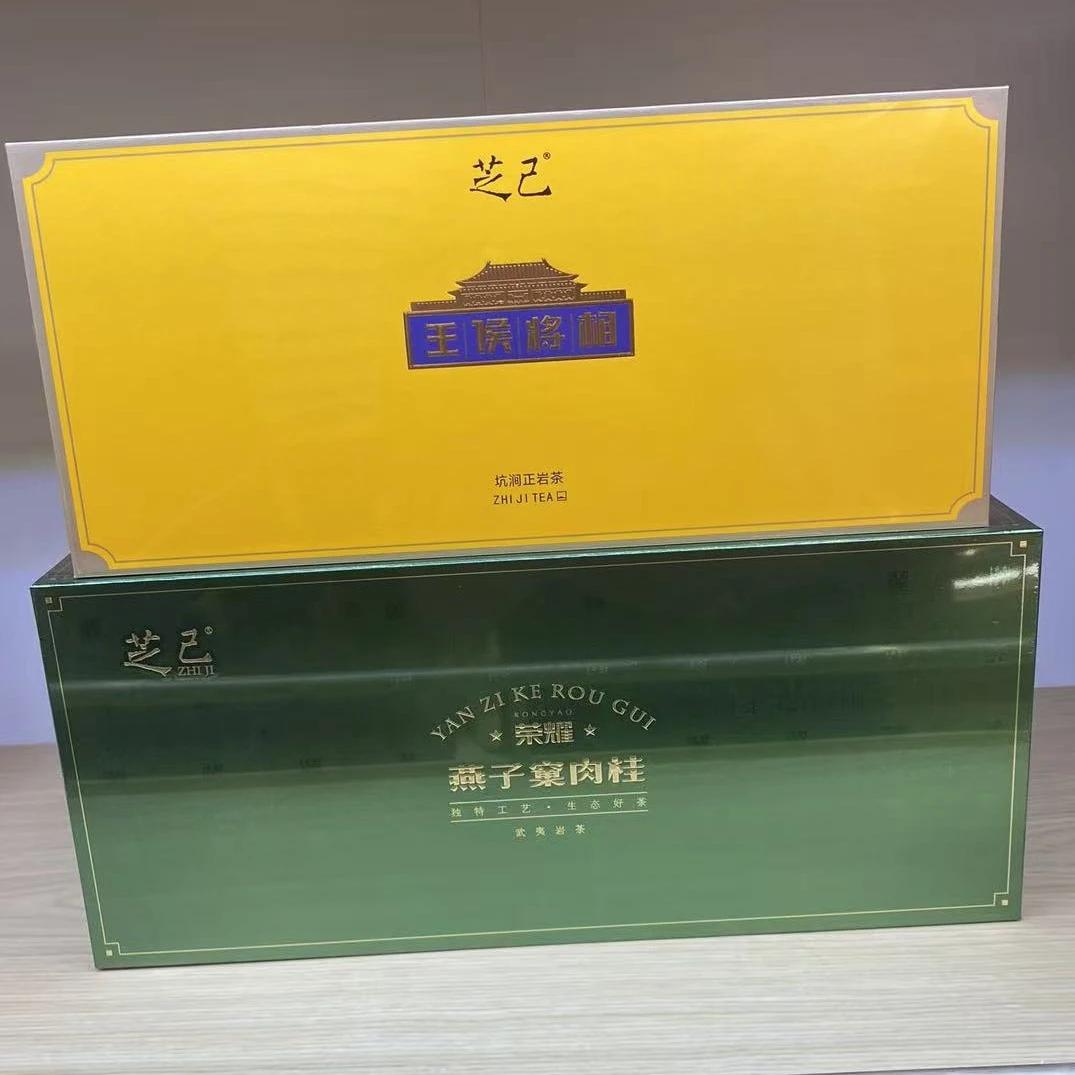 芝己®
王侯将相
坑涧正岩茶
ZHI JI TEA
芝己®
ZHI JI
YAN ZI KE ROU GUI
RONGYAO
荣耀
燕子窠肉桂
独特工艺·生态好茶
武夷岩茶